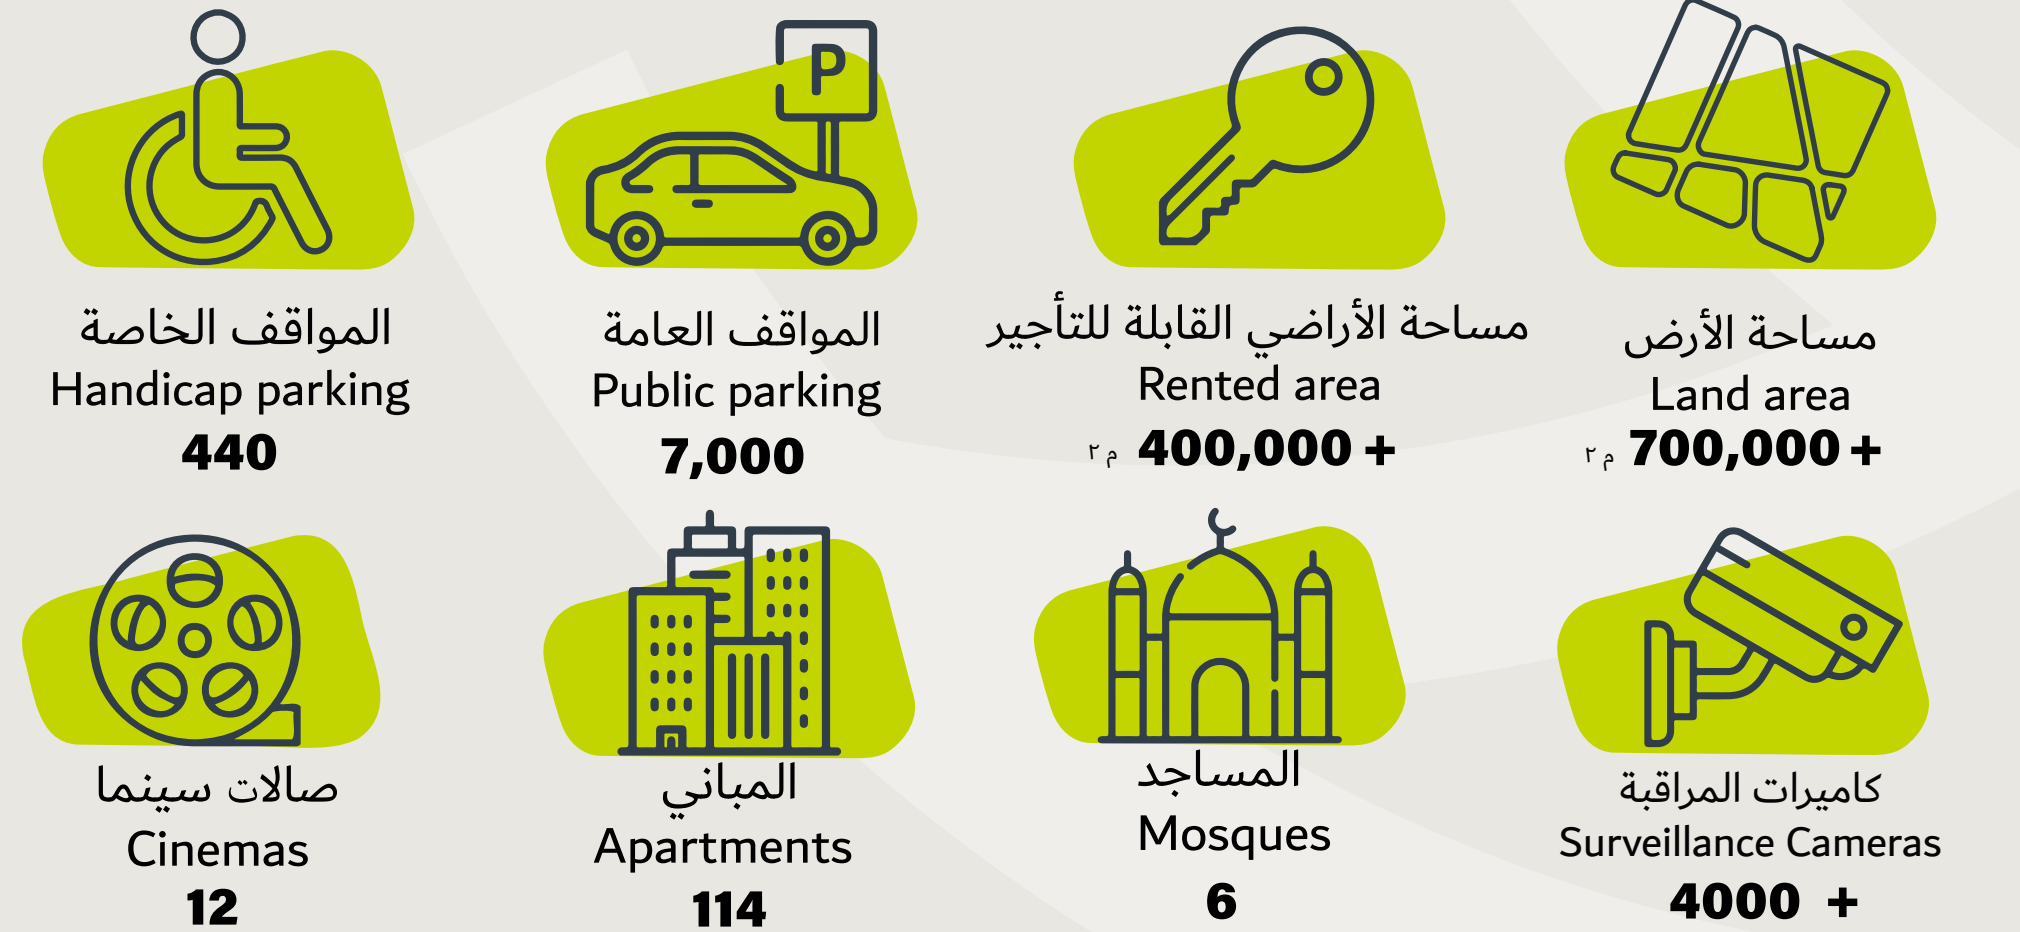 P
المواقف الخاصة
Handicap parking
440
المواقف العامة
Public parking
7,000
مساحة الأراضي القابلة للتأجير
Rented area
م ٢ 400,000 +
مساحة الأرض
Land area
م ٢ 700,000 +
صالات سينما
Cinemas
12
المباني
Apartments
114
المساجد
Mosques
6
كاميرات المراقبة
Surveillance Cameras
4000 +